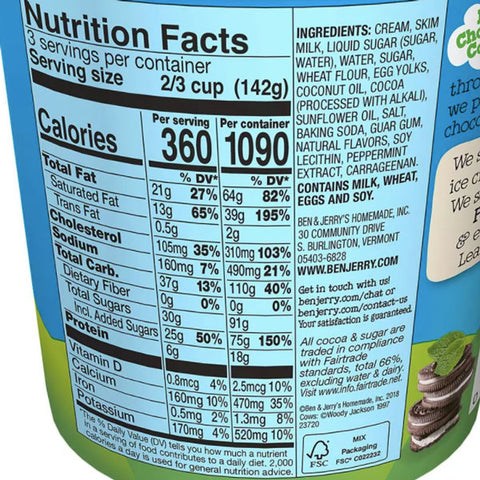 Nutrition Facts
3 servings per container
Serving size 2/3 cup (142g)
Per serving Per container
Calories 360 1090
% DV* % DV*
Total Fat 21g 27% 64g 82%
Saturated Fat 13g 65% 39g 195%
Trans Fat 0.5g 2g
Cholesterol 105mg 35% 310mg 103%
Sodium 160mg 7% 490mg 21%
Total Carb. 37g 13% 110g 40%
Dietary Fiber 0g 0% 0g 0%
Total Sugars 30g 91g
Incl. Added Sugars 25g 50% 75g 150%
Protein 6g 18g
Vitamin D 0.8mcg 4% 2.5mcg 10%
Calcium 160mg 10% 470mg 35%
Iron 0.5mg 2% 1.3mg 8%
Potassium 170mg 4% 520mg 10%
*The % Daily Value (DV) tells you how much a nutrient
in a serving of food contributes to a daily diet. 2,000
calories a day is used for general nutrition advice.
INGREDIENTS: CREAM, SKIM
MILK, LIQUID SUGAR (SUGAR,
WATER), WATER, SUGAR,
WHEAT FLOUR, EGG YOLKS,
COCONUT OIL, COCOA
(PROCESSED WITH ALKALI),
SUNFLOWER OIL, SALT,
BAKING SODA, GUAR GUM,
NATURAL FLAVORS, SOY
LECITHIN, PEPPERMINT
EXTRACT, CARRAGEENAN.
CONTAINS MILK, WHEAT,
EGGS AND SOY.
BEN & JERRY'S HOMEMADE, INC.
30 COMMUNITY DRIVE
S. BURLINGTON, VERMONT
05403-6828
WWW.BENJERRY.COM
Get in touch with us!
benjerry.com/chat or
benjerry.com/contact-us
Your satisfaction is guaranteed.
All cocoa & sugar are
traded in compliance
with Fairtrade
standards, total 66%,
excluding water & dairy.
Visit www.info.fairtrade.net.
©Ben & Jerry's Homemade, Inc. 2018
Cows: ©Woody Jackson 1997
23720
FSC
MIX
Packaging
FSC® C022232
Cho
Co
thro
we p
choc
We s
ice c
We s
& e
Lea